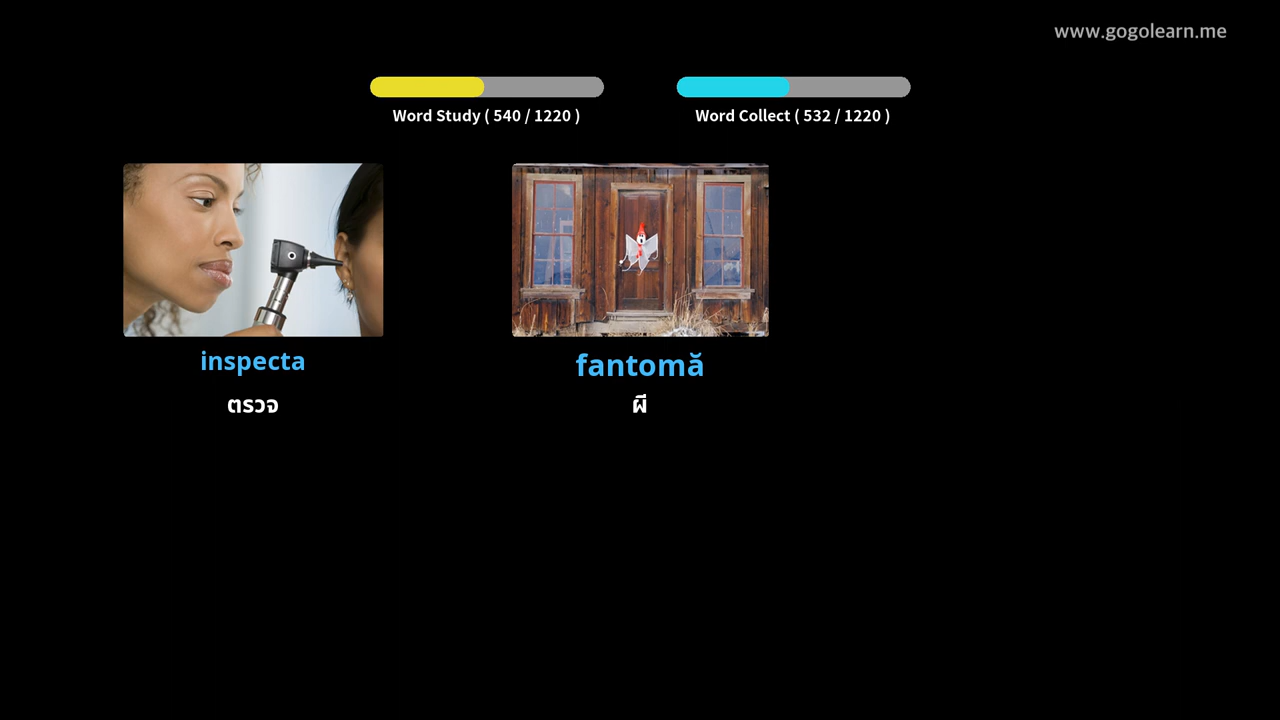 www.gogolearn.me
Word Study ( 540 / 1220 )
Word Collect ( 532 / 1220 )
inspecta
ตรวจ
fantomă
ผี